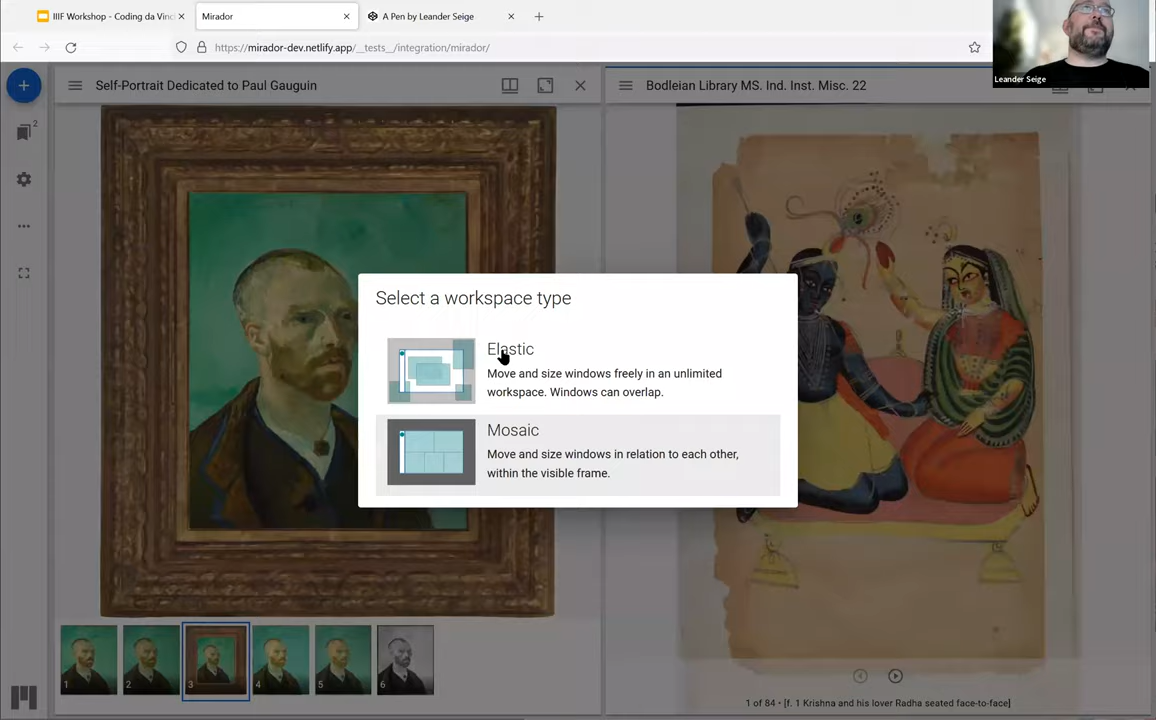 IIIF Workshop - Coding da Vinc
Mirador
A Pen by Leander Seige
https://mirador-dev.netlify.app/__tests__/integration/mirador/
Leander Seige
2
Self-Portrait Dedicated to Paul Gauguin
Bodleian Library MS. Ind. Inst. Misc. 22
Select a workspace type
Elastic
Move and size windows freely in an unlimited
workspace. Windows can overlap.
Mosaic
Move and size windows in relation to each other,
within the visible frame.
1
2
3
4
5
6
1 of 84 • [f. 1 Krishna and his lover Radha seated face-to-face]